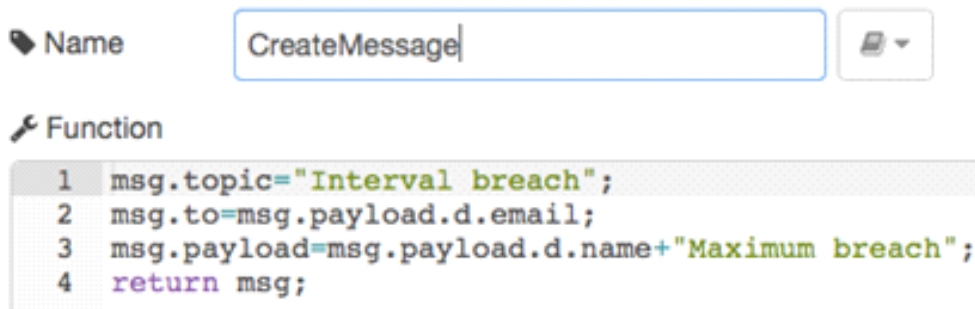 Name
CreateMessage
Function
1 msg.topic="Interval breach";
2 msg.to=msg.payload.d.email;
3 msg.payload=msg.payload.d.name+"Maximum breach";
4 return msg;